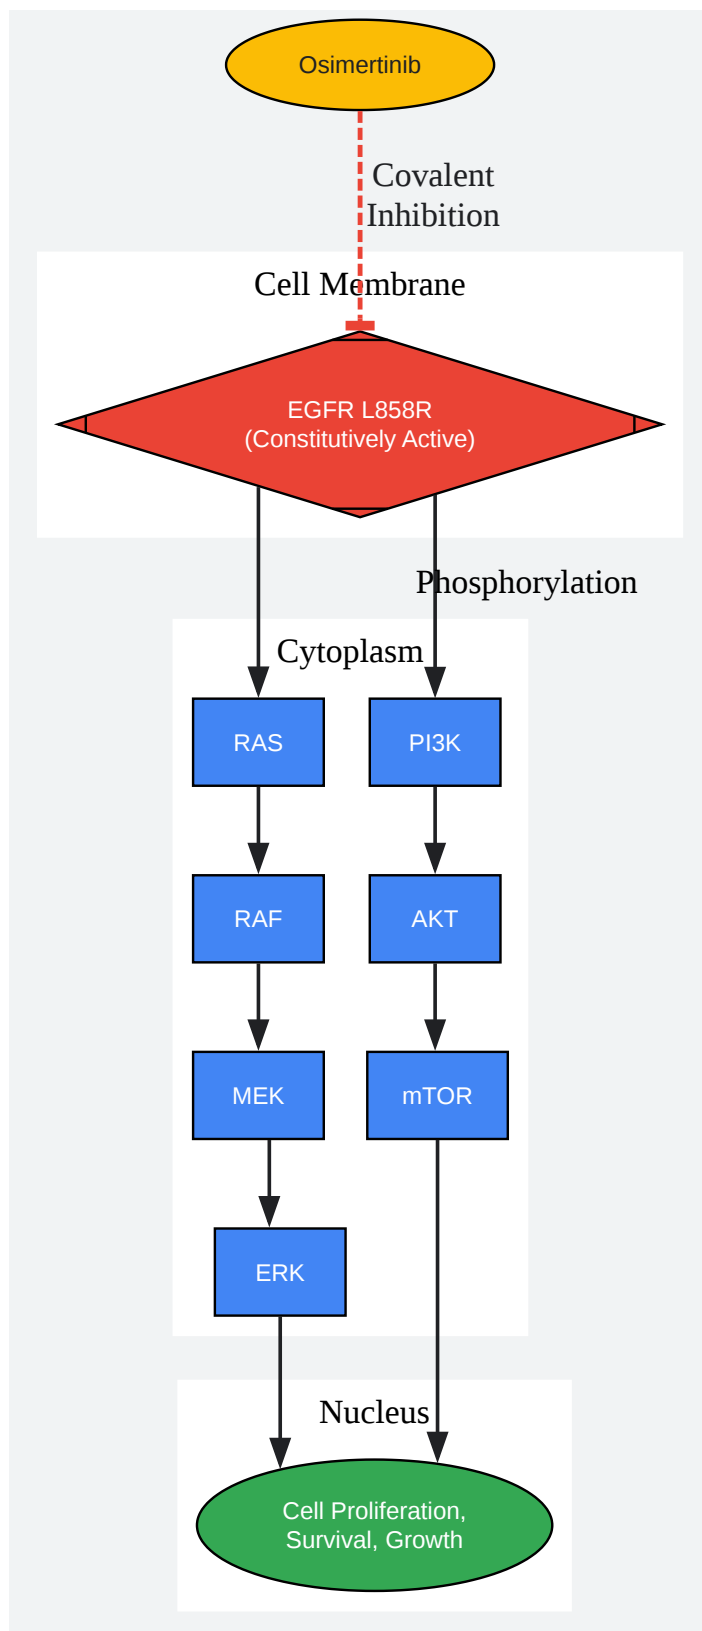 Osimertinib
Covalent
Inhibition
Cell Membrane
EGFR L858R
(Constitutively Active)
Phosphorylation
Cytoplasm
RAS
PI3K
RAF
AKT
MEK
mTOR
ERK
Nucleus
Cell Proliferation,
Survival, Growth